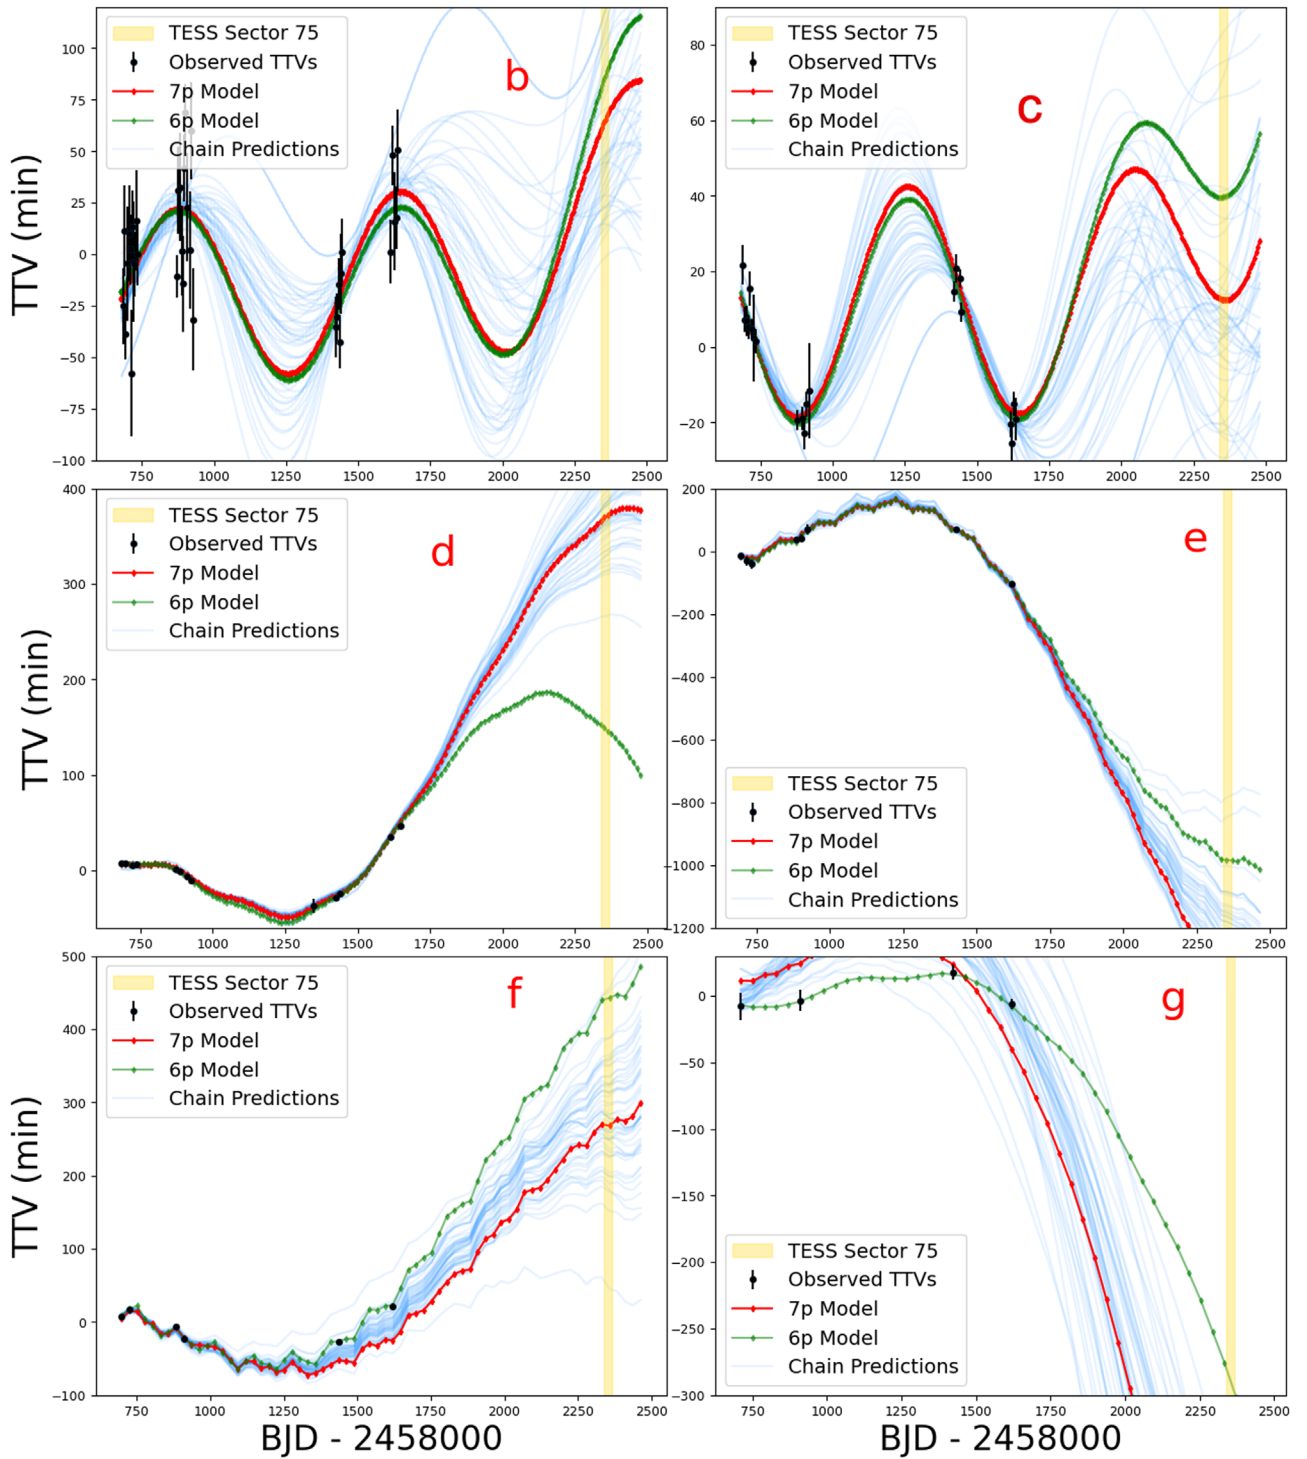 TTV (min)
100
75
50
25
0
−25
−50
−75
−100
TESS Sector 75
Observed TTVs
7p Model
6p Model
Chain Predictions
b
750
1000
1250
1500
1750
2000
2250
2500
80
60
40
20
0
−20
TESS Sector 75
Observed TTVs
7p Model
6p Model
Chain Predictions
c
750
1000
1250
1500
1750
2000
2250
2500
TTV (min)
400
300
200
100
0
TESS Sector 75
Observed TTVs
7p Model
6p Model
Chain Predictions
d
750
1000
1250
1500
1750
2000
2250
2500
200
0
−200
−400
−600
−800
−1000
−1200
e
TESS Sector 75
Observed TTVs
7p Model
6p Model
Chain Predictions
750
1000
1250
1500
1750
2000
2250
2500
TTV (min)
500
400
300
200
100
0
−100
TESS Sector 75
Observed TTVs
7p Model
6p Model
Chain Predictions
f
750
1000
1250
1500
1750
2000
2250
2500
BJD - 2458000
0
−50
−100
−150
−200
−250
−300
g
TESS Sector 75
Observed TTVs
7p Model
6p Model
Chain Predictions
750
1000
1250
1500
1750
2000
2250
2500
BJD - 2458000